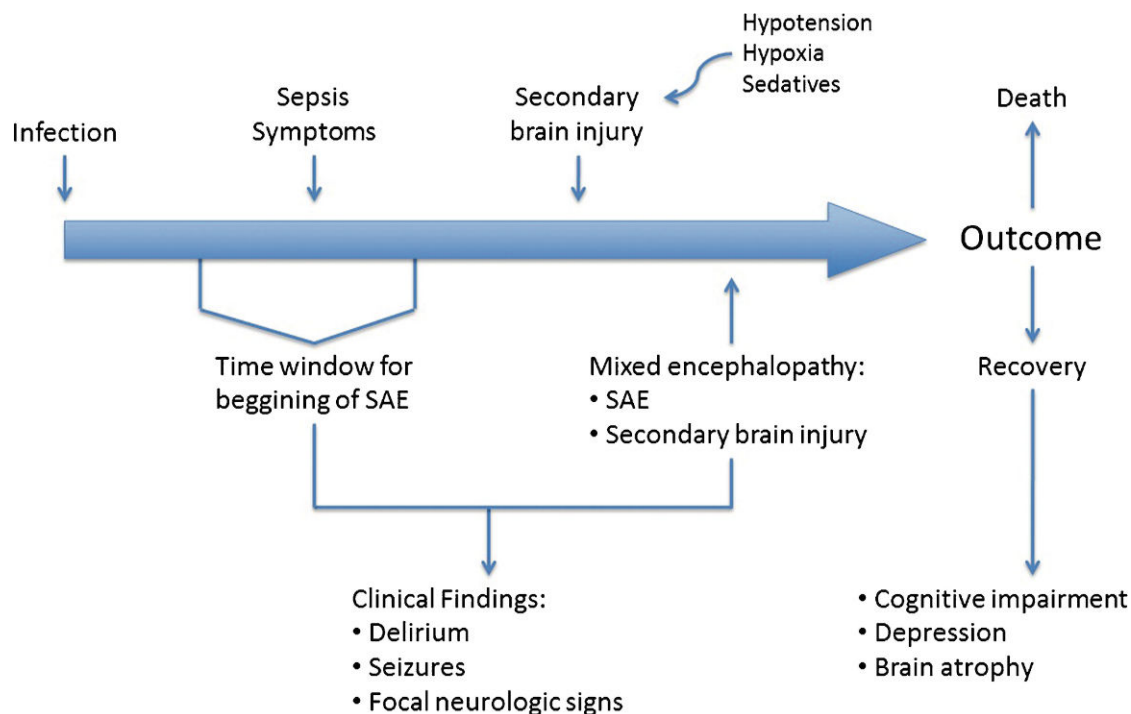 Hypotension
Hypoxia
Sedatives
Infection
Sepsis
Symptoms
Secondary
brain injury
Death
Outcome
Time window for
beggining of SAE
Mixed encephalopathy:
• SAE
• Secondary brain injury
Recovery
Clinical Findings:
• Delirium
• Seizures
• Focal neurologic signs
• Cognitive impairment
• Depression
• Brain atrophy